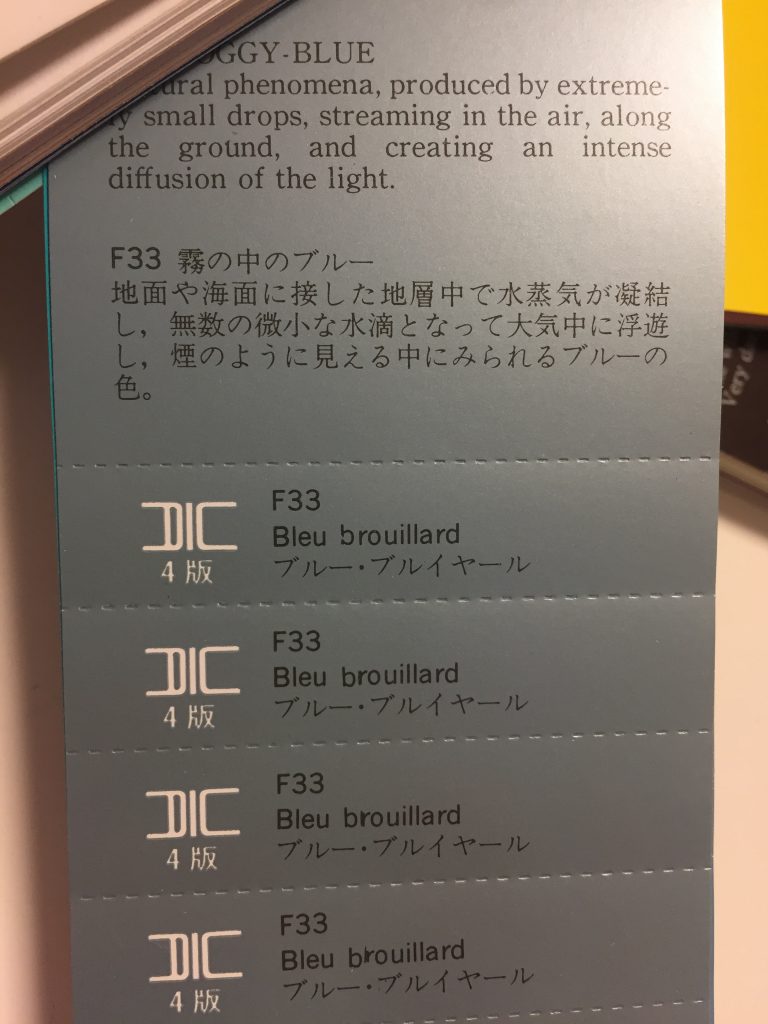 GGY-BLUE
phenomena, produced by extreme-
ly small drops, streaming in the air, along
the ground, and creating an intense
diffusion of the light.
F33 霧の中のブルー
地面や海面に接した地層中で水蒸気が凝結
し，無数の微小な水滴となって大気中に浮遊
し，煙のように見える中にみられるブルーの
色。
DIC
4版
F33
Bleu brouillard
ブルー・ブルイヤール
DIC
4版
F33
Bleu brouillard
ブルー・ブルイヤール
DIC
4版
F33
Bleu brouillard
ブルー・ブルイヤール
DIC
4版
F33
Bleu brouillard
ブルー・ブルイヤール
Very